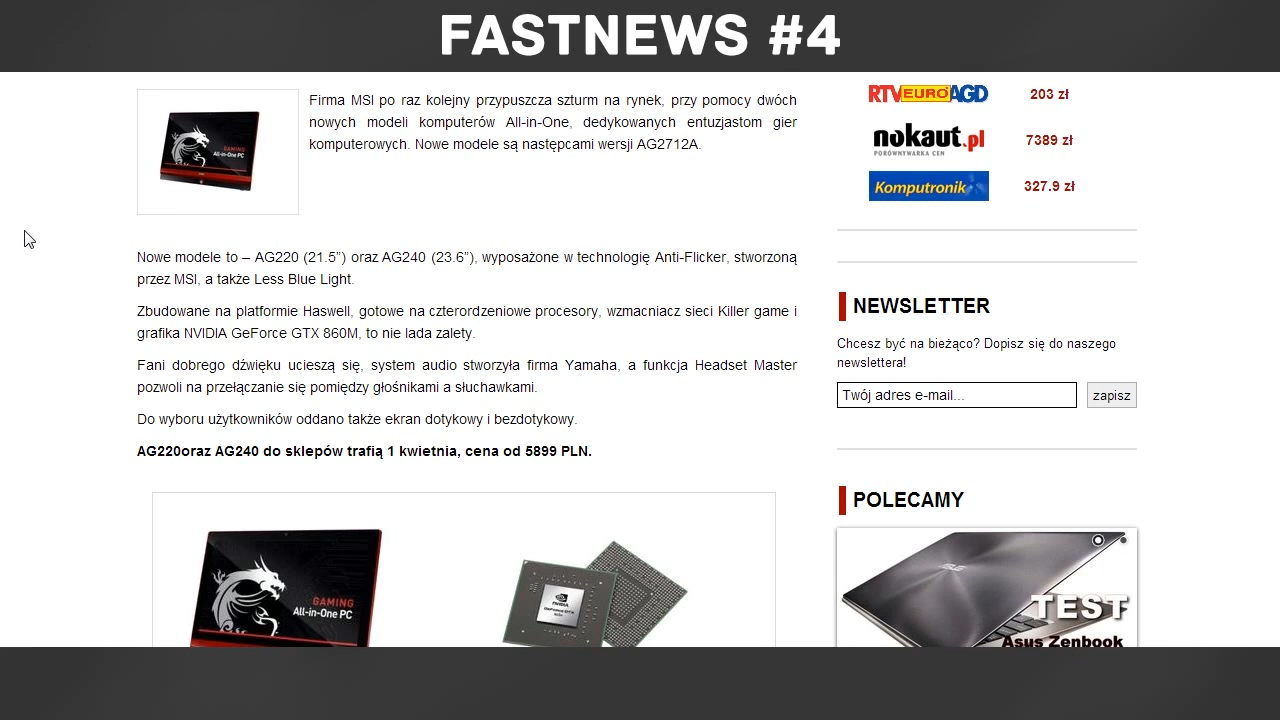 FASTNEWS #4
GAMING
All-in-One PC
Firma MSI po raz kolejny przypuszcza szturm na rynek, przy pomocy dwóch
nowych modeli komputerów All-in-One, dedykowanych entuzjastom gier
komputerowych. Nowe modele są następcami wersji AG2712A.
Nowe modele to – AG220 (21.5”) oraz AG240 (23.6”), wyposażone w technologię Anti-Flicker, stworzoną
przez MSI, a także Less Blue Light.
Zbudowane na platformie Haswell, gotowe na czterordzeniowe procesory, wzmacniacz sieci Killer game i
grafika NVIDIA GeForce GTX 860M, to nie lada zalety.
Fani dobrego dźwięku ucieszą się, system audio stworzyła firma Yamaha, a funkcja Headset Master
pozwoli na przełączanie się pomiędzy głośnikami a słuchawkami.
Do wyboru użytkowników oddano także ekran dotykowy i bezdotykowy.
AG220oraz AG240 do sklepów trafią 1 kwietnia, cena od 5899 PLN.
GAMING
All-in-One PC
NVIDIA
RTV EURO AGD 203 zł
nokaut.pl 7389 zł
PORÓWNYWARKA CEN
Komputronik 327.9 zł
NEWSLETTER
Chcesz być na bieżąco? Dopisz się do naszego
newslettera!
Twój adres e-mail... zapisz
POLECAMY
ASUS
TEST
Asus Zenbook